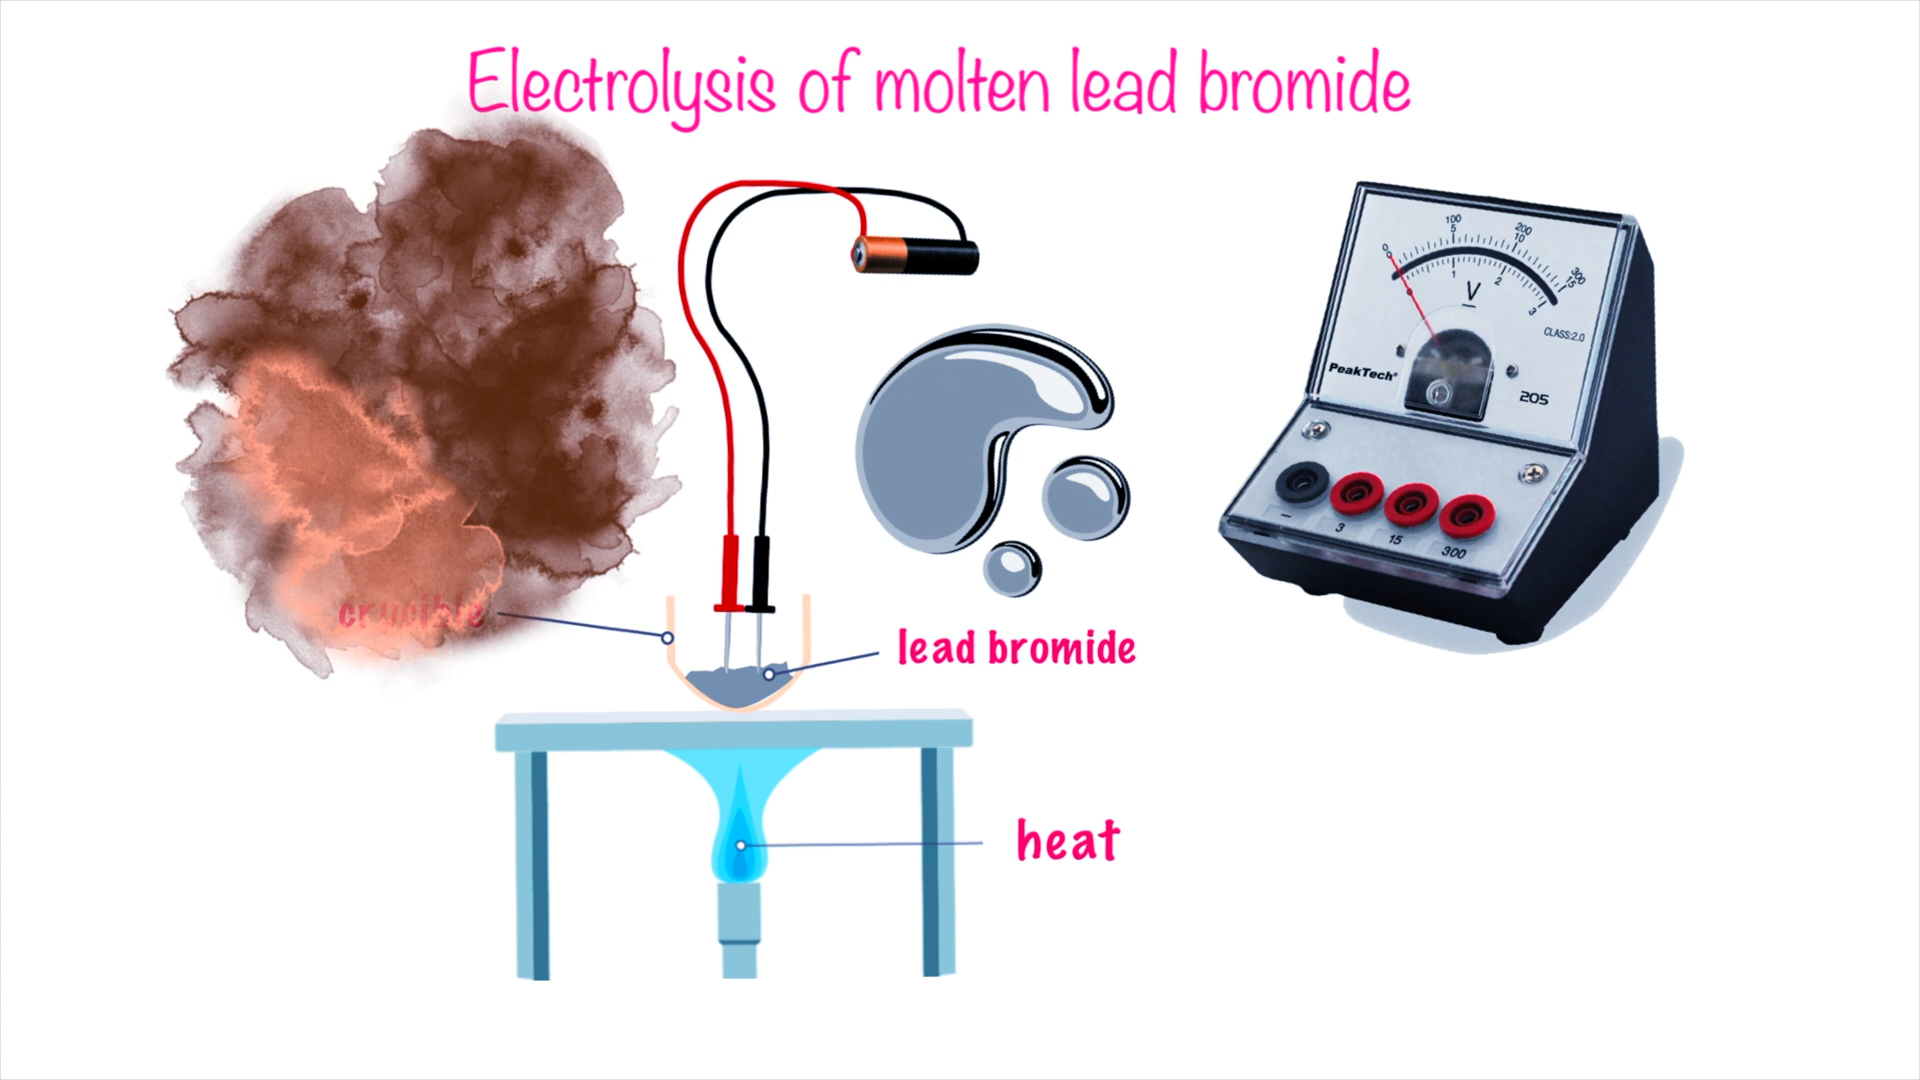 Electrolysis of molten lead bromide
0
100
200
300
5
10
15
1
2
3
V
CLASS:2.0
PeakTech®
205
−
3
15
300
crucible
lead bromide
heat